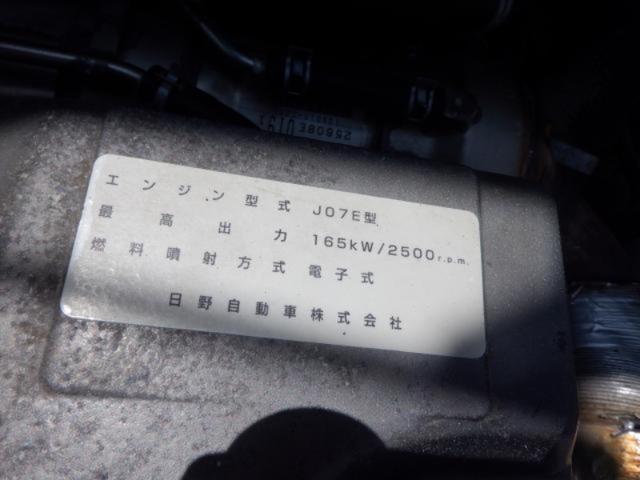 エンジン型式 J07E型
最高出力 165kW/2500r.p.m.
燃料噴射方式 電子式
日野自動車株式会社
25608E